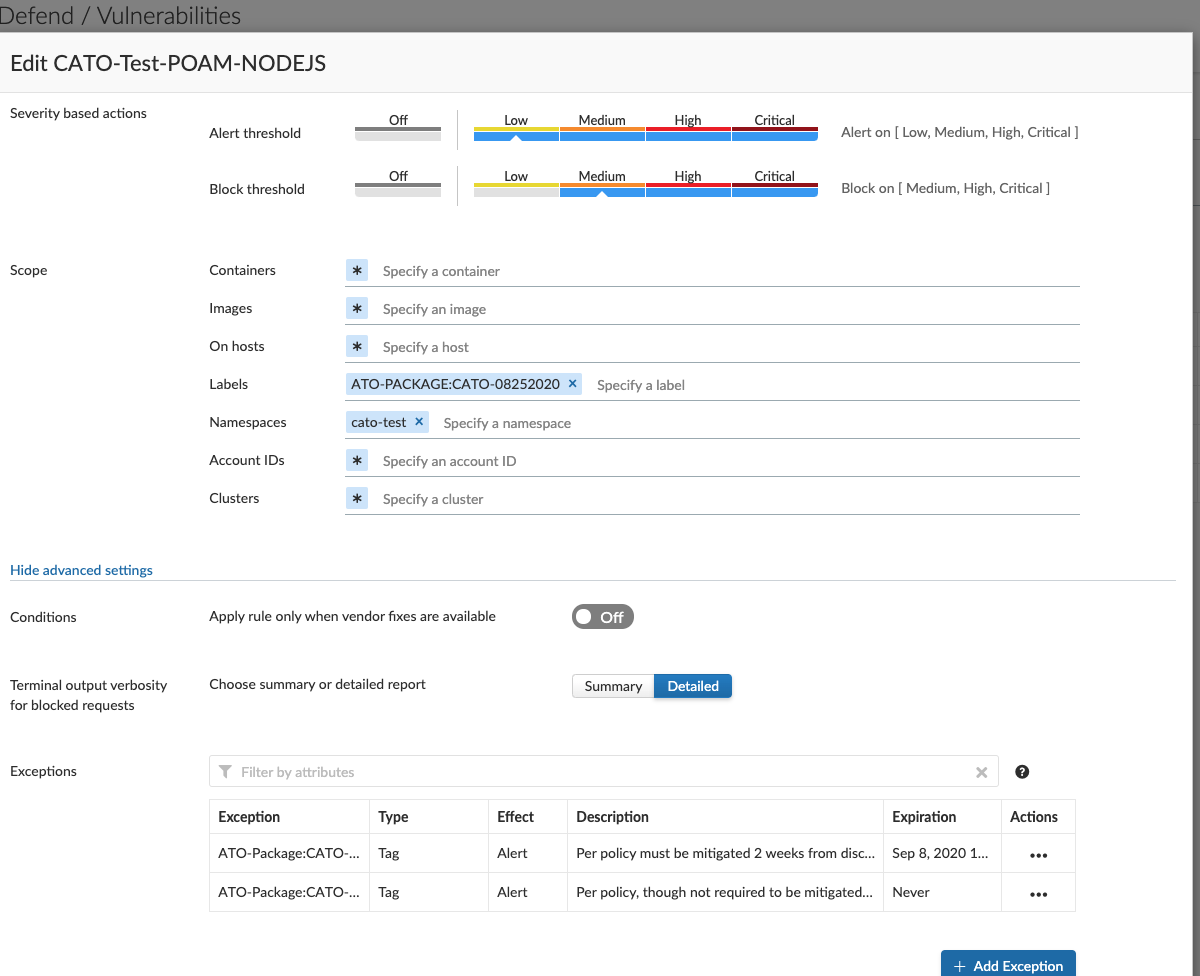 Defend / Vulnerabilities
Edit CATO-Test-POAM-NODEJS
Severity based actions
Alert threshold
Off
Low
Medium
High
Critical
Alert on [ Low, Medium, High, Critical ]
Block threshold
Off
Low
Medium
High
Critical
Block on [ Medium, High, Critical ]
Scope
Containers
* Specify a container
Images
* Specify an image
On hosts
* Specify a host
Labels
ATO-PACKAGE:CATO-08252020 × Specify a label
Namespaces
cato-test × Specify a namespace
Account IDs
* Specify an account ID
Clusters
* Specify a cluster
Hide advanced settings
Conditions
Apply rule only when vendor fixes are available
Off
Terminal output verbosity
for blocked requests
Choose summary or detailed report
Summary
Detailed
Exceptions
Filter by attributes
Exception Type Effect Description Expiration Actions
ATO-Package:CATO-... Tag Alert Per policy must be mitigated 2 weeks from disc... Sep 8, 2020 1... •••
ATO-Package:CATO-... Tag Alert Per policy, though not required to be mitigated... Never •••
+ Add Exception